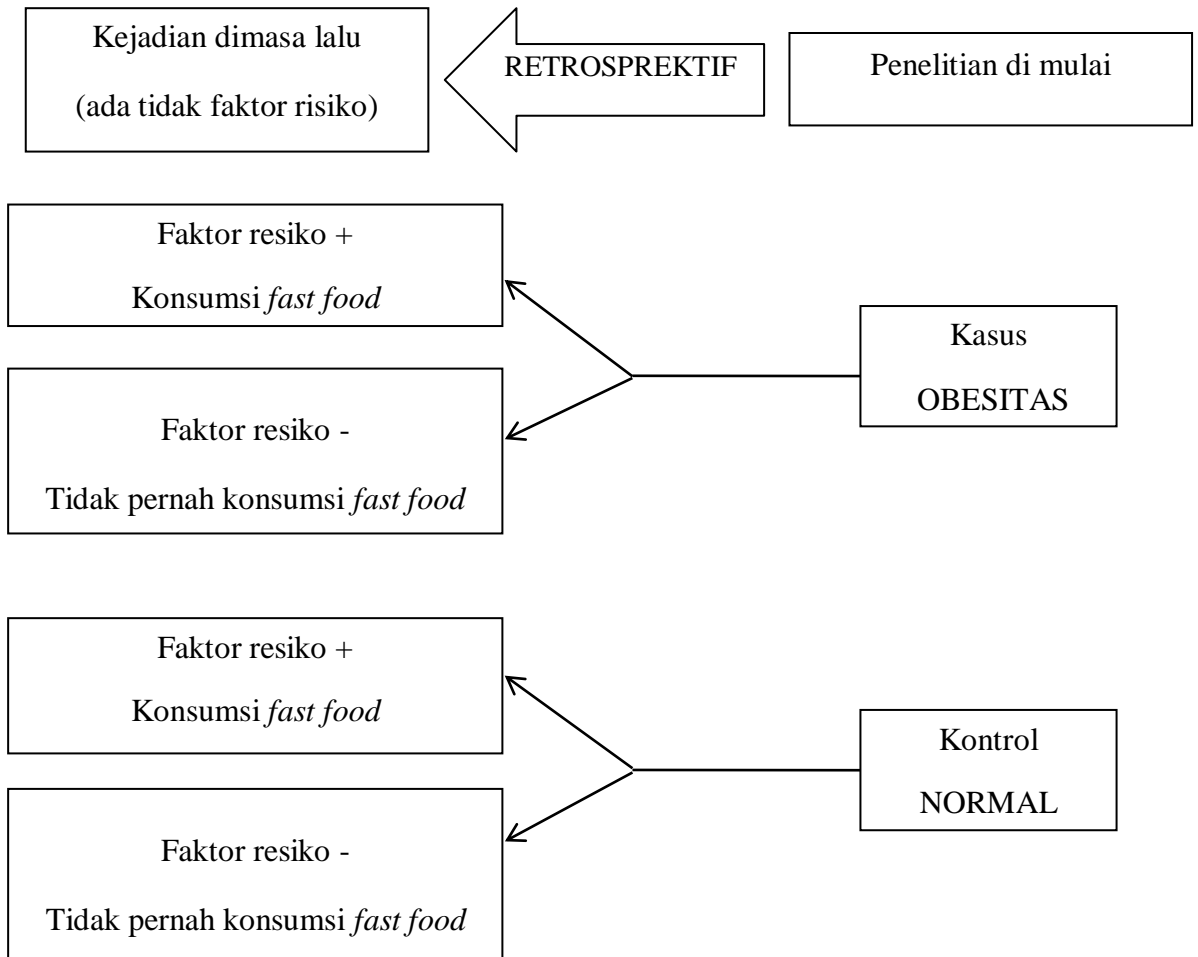 Kejadian dimasa lalu
(ada tidak faktor risiko)
RETROSPREKTIF
Penelitian di mulai
Faktor resiko +
Konsumsi fast food
Kasus
OBESITAS
Faktor resiko -
Tidak pernah konsumsi fast food
Faktor resiko +
Konsumsi fast food
Kontrol
NORMAL
Faktor resiko -
Tidak pernah konsumsi fast food